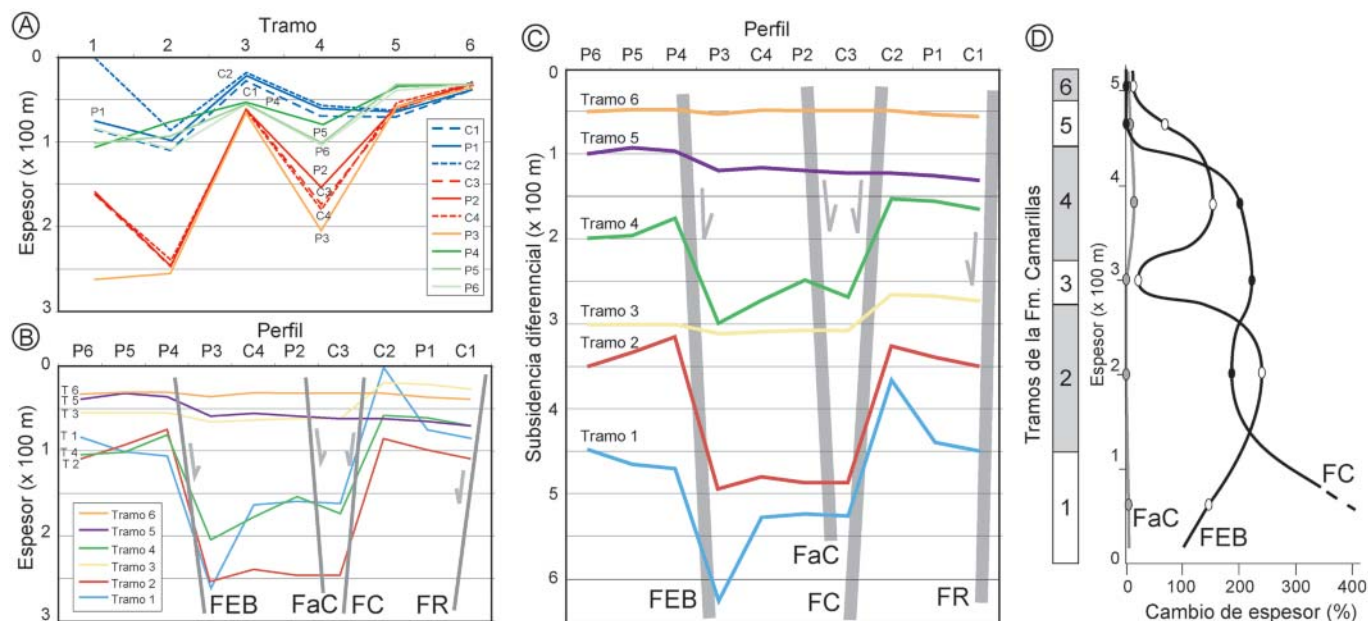 A
Tramo
1 2 3 4 5 6
Espesor (x 100 m)
0
1
2
3
P1
C2
C1
P4
P5
P6
P2
C3
C4
P3
C1
P1
C2
C3
P2
C4
P3
P4
P5
P6
B
Perfil
P6 P5 P4 P3 C4 P2 C3 C2 P1 C1
Espesor (x 100 m)
0
1
2
3
T 6
T 5
T 3
T 1
T 4
T 2
Tramo 6
Tramo 5
Tramo 4
Tramo 3
Tramo 2
Tramo 1
FEB FaC FC FR
C
Perfil
P6 P5 P4 P3 C4 P2 C3 C2 P1 C1
Subsidencia diferenncial (x 100 m)
0
1
2
3
4
5
6
Tramo 6
Tramo 5
Tramo 4
Tramo 3
Tramo 2
Tramo 1
FaC
FEB FC FR
D
Tramos de la Fm. Camarillas
6
5
4
3
2
1
Espesor (x 100 m)
5
4
3
2
1
0
FC
FaC
FEB
0 100 200 300 400
Cambio de espesor (%)